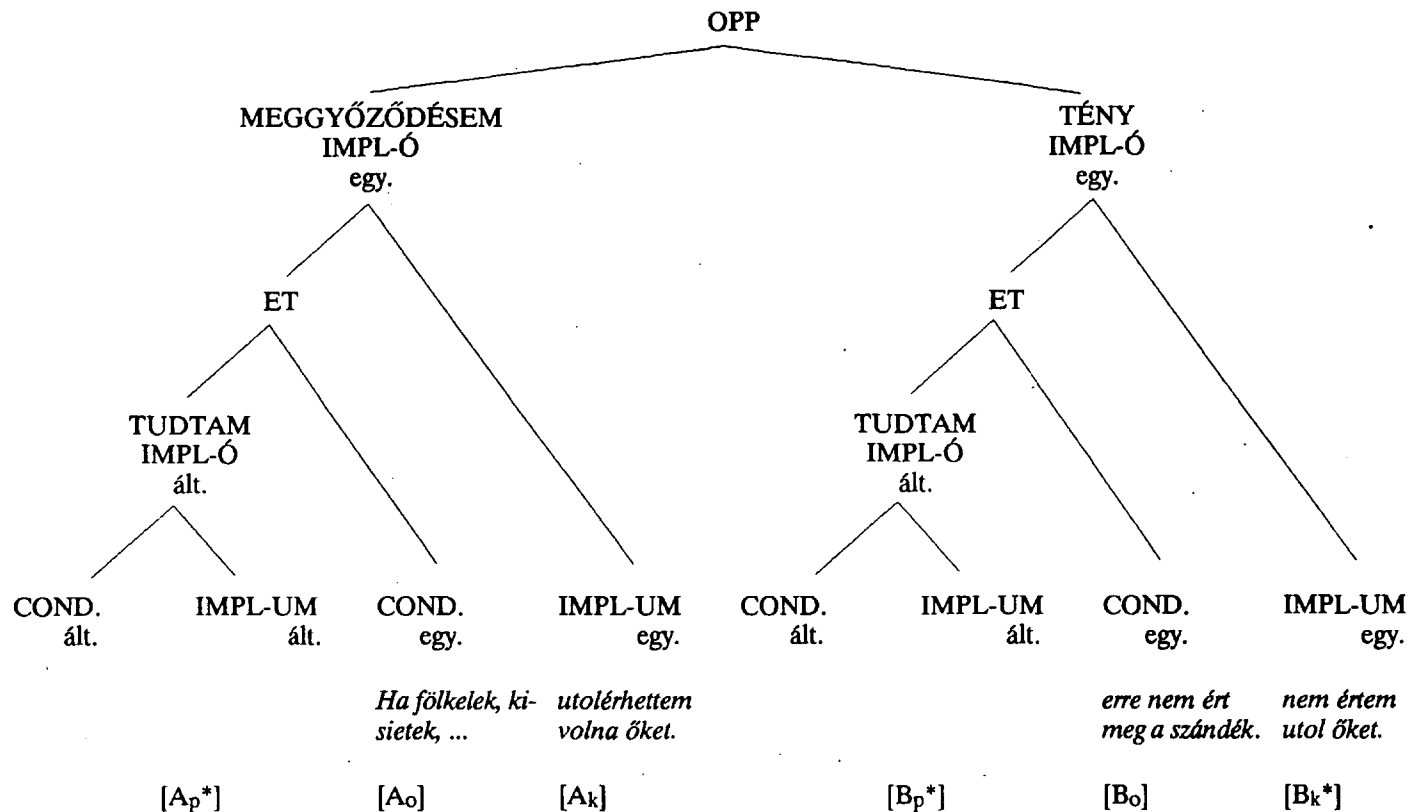 OPP
MEGGYŐZŐDÉSEM TÉNY
IMPL-Ó IMPL-Ó
egy. egy.
ET ET
TUDTAM TUDTAM
IMPL-Ó IMPL-Ó
ált. ált.
COND. IMPL-UM COND. IMPL-UM COND. IMPL-UM COND. IMPL-UM
ált. ált. egy. egy. ált. ált. egy. egy.
Ha fölkelek, ki- utolérhettem erre nem ért nem értem
sietek, ... volna őket. meg a szándék. utol őket.
[Ap*] [Ao] [Ak] [Bp*] [Bo] [Bk*]